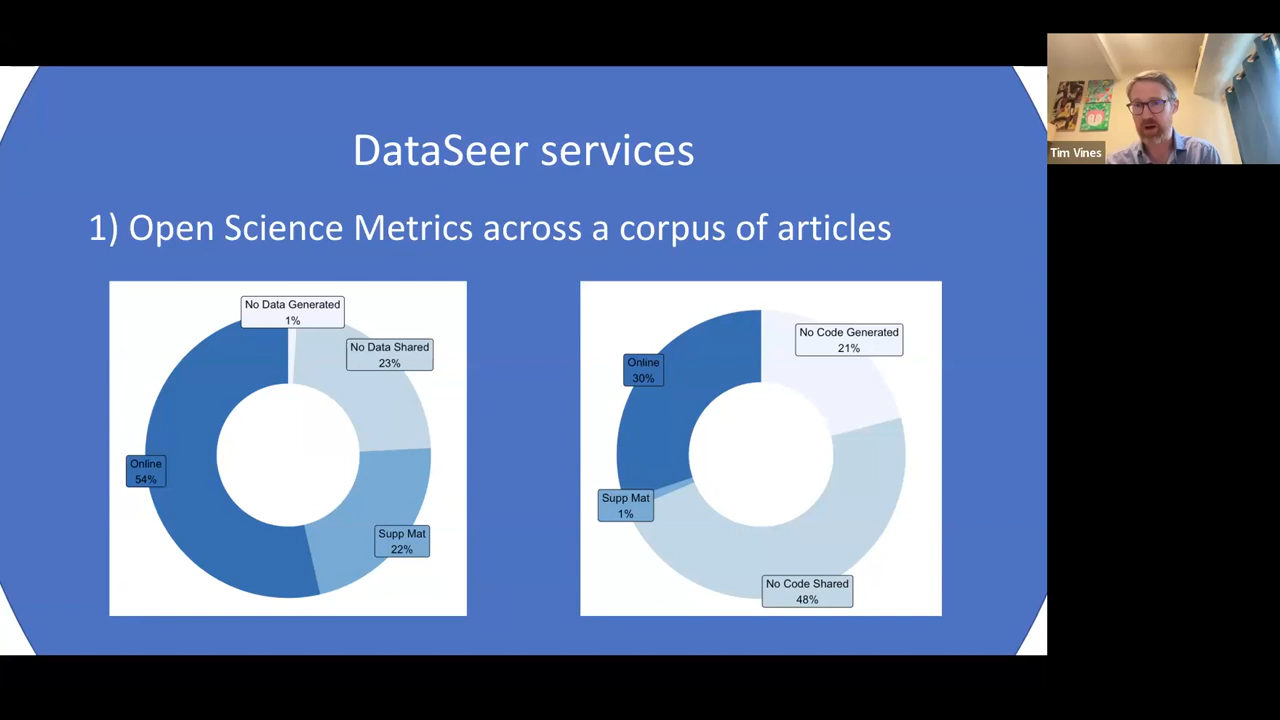 DataSeer services
1) Open Science Metrics across a corpus of articles
No Data Generated
1%
No Data Shared
23%
Online
54%
Supp Mat
22%
No Code Generated
21%
Online
30%
Supp Mat
1%
No Code Shared
48%
Tim Vines